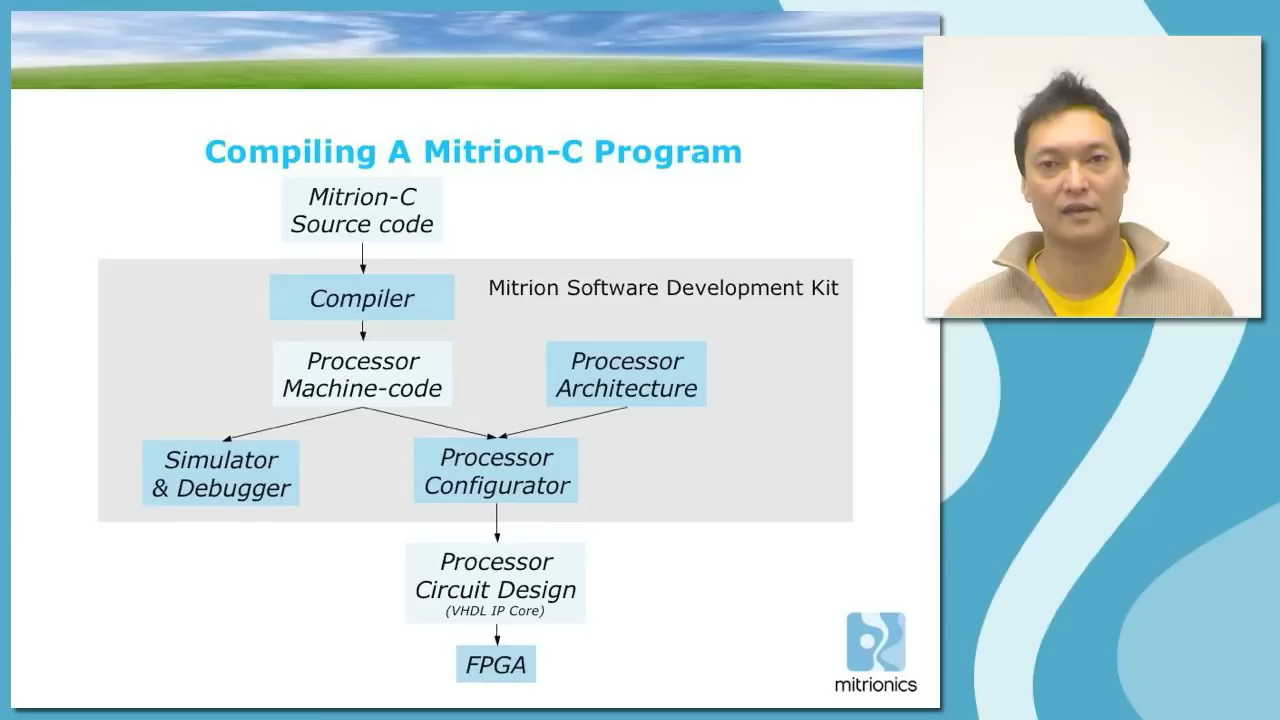 Compiling A Mitrion-C Program
Mitrion-C
Source code
Compiler
Mitrion Software Development Kit
Processor
Machine-code
Processor
Architecture
Simulator
& Debugger
Processor
Configurator
Processor
Circuit Design
(VHDL IP Core)
FPGA
mitrionics